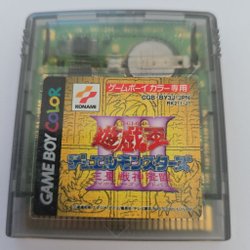 GAME BOY COLOR
KONAMI
ゲームボーイカラー専用
CGB-BY3J-JPN
遊戯王
III
デュエルモンスターズ
三聖戦神降臨